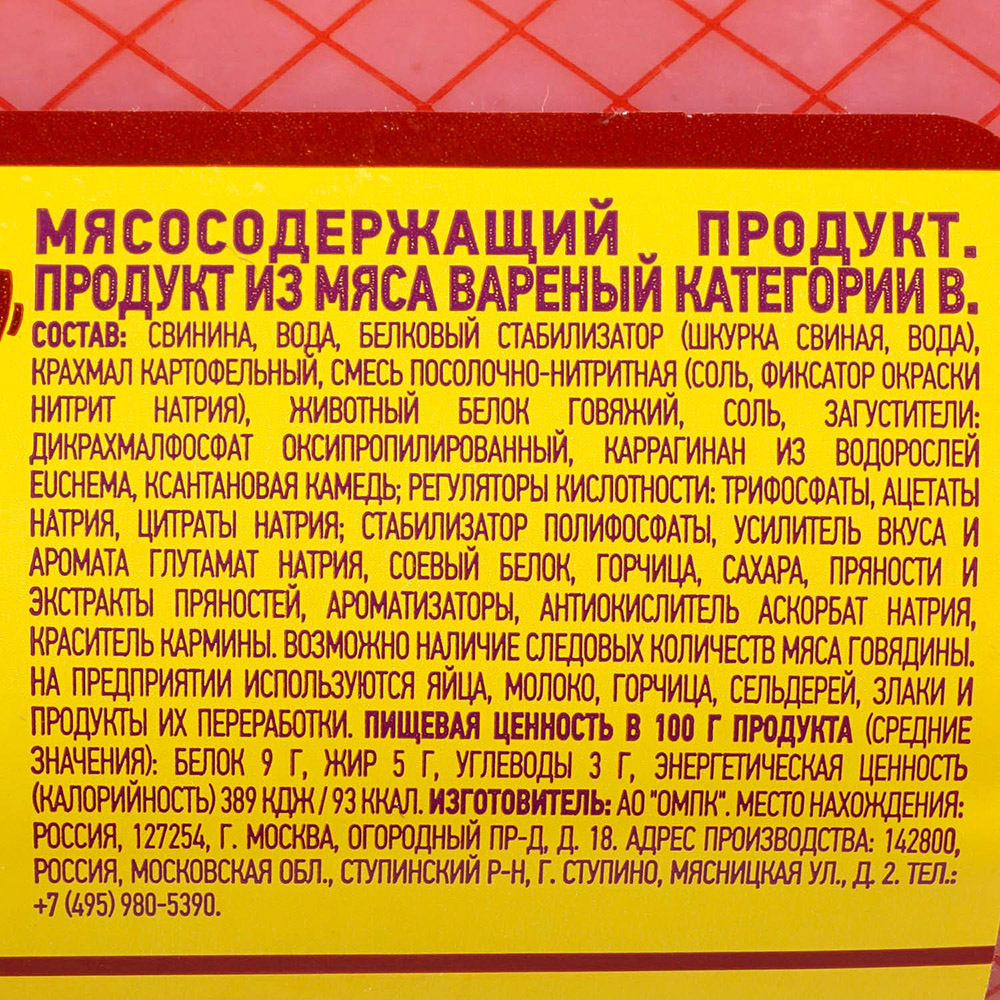 МЯСОСОДЕРЖАЩИЙ ПРОДУКТ.
ПРОДУКТ ИЗ МЯСА ВАРЕНЫЙ КАТЕГОРИИ В.
СОСТАВ: СВИНИНА, ВОДА, БЕЛКОВЫЙ СТАБИЛИЗАТОР (ШКУРКА СВИНАЯ, ВОДА),
КРАХМАЛ КАРТОФЕЛЬНЫЙ, СМЕСЬ ПОСОЛОЧНО-НИТРИТНАЯ (СОЛЬ, ФИКСАТОР ОКРАСКИ
НИТРИТ НАТРИЯ), ЖИВОТНЫЙ БЕЛОК ГОВЯЖИЙ, СОЛЬ, ЗАГУСТИТЕЛИ:
ДИКРАХМАЛФОСФАТ ОКСИПРОПИЛИРОВАННЫЙ, КАРРАГИНАН ИЗ ВОДОРОСЛЕЙ
EUCHEMA, КСАНТАНОВАЯ КАМЕДЬ; РЕГУЛЯТОРЫ КИСЛОТНОСТИ: ТРИФОСФАТЫ, АЦЕТАТЫ
НАТРИЯ, ЦИТРАТЫ НАТРИЯ; СТАБИЛИЗАТОР ПОЛИФОСФАТЫ, УСИЛИТЕЛЬ ВКУСА И
АРОМАТА ГЛУТАМАТ НАТРИЯ, СОЕВЫЙ БЕЛОК, ГОРЧИЦА, САХАРА, ПРЯНОСТИ И
ЭКСТРАКТЫ ПРЯНОСТЕЙ, АРОМАТИЗАТОРЫ, АНТИОКИСЛИТЕЛЬ АСКОРБАТ НАТРИЯ,
КРАСИТЕЛЬ КАРМИНЫ. ВОЗМОЖНО НАЛИЧИЕ СЛЕДОВЫХ КОЛИЧЕСТВ МЯСА ГОВЯДИНЫ.
НА ПРЕДПРИЯТИИ ИСПОЛЬЗУЮТСЯ ЯЙЦА, МОЛОКО, ГОРЧИЦА, СЕЛЬДЕРЕЙ, ЗЛАКИ И
ПРОДУКТЫ ИХ ПЕРЕРАБОТКИ. ПИЩЕВАЯ ЦЕННОСТЬ В 100 Г ПРОДУКТА (СРЕДНИЕ
ЗНАЧЕНИЯ): БЕЛОК 9 Г, ЖИР 5 Г, УГЛЕВОДЫ 3 Г, ЭНЕРГЕТИЧЕСКАЯ ЦЕННОСТЬ
(КАЛОРИЙНОСТЬ) 389 КДЖ / 93 ККАЛ. ИЗГОТОВИТЕЛЬ: АО "ОМПК". МЕСТО НАХОЖДЕНИЯ:
РОССИЯ, 127254, Г. МОСКВА, ОГОРОДНЫЙ ПР-Д, Д. 18. АДРЕС ПРОИЗВОДСТВА: 142800,
РОССИЯ, МОСКОВСКАЯ ОБЛ., СТУПИНСКИЙ Р-Н, Г. СТУПИНО, МЯСНИЦКАЯ УЛ., Д. 2. ТЕЛ.:
+7 (495) 980-5390.